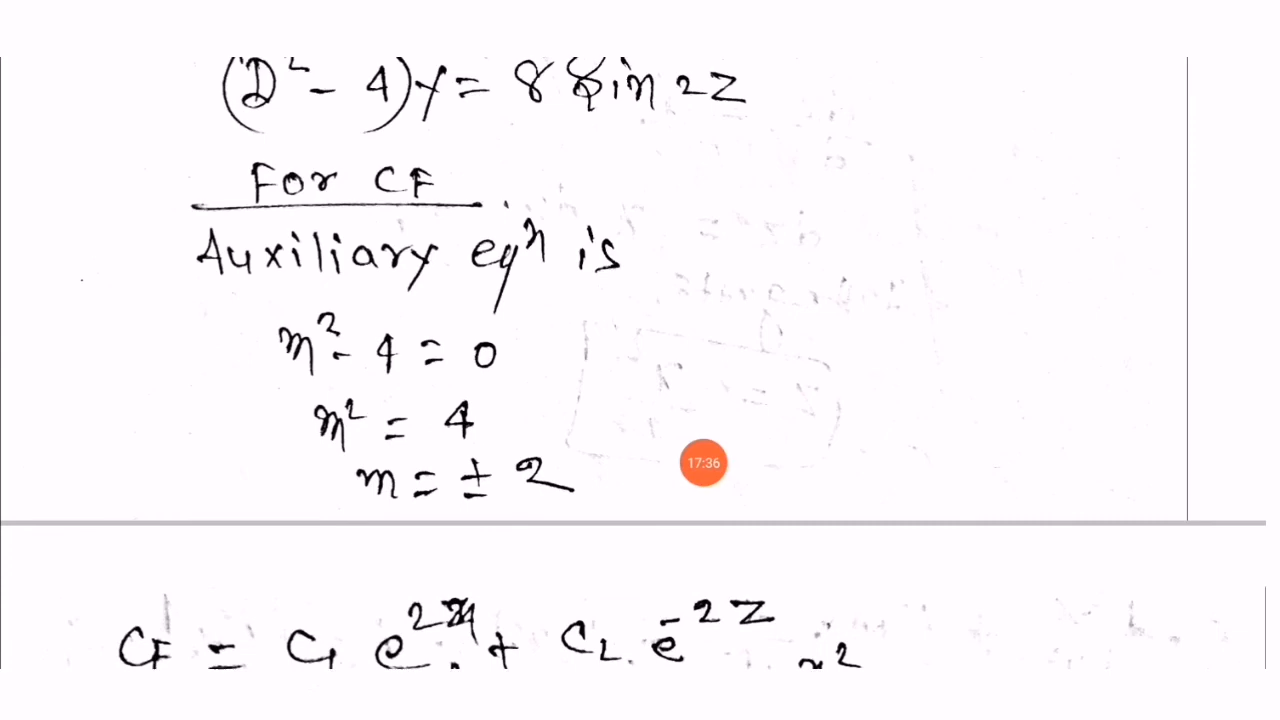 (D² - 4)y = 8 Sin 2Z
For CF
Auxiliary eqⁿ is
m² - 4 = 0
m² = 4
m = ± 2
17:36
CF = C₁ e^2z + C₂ e^-2Z